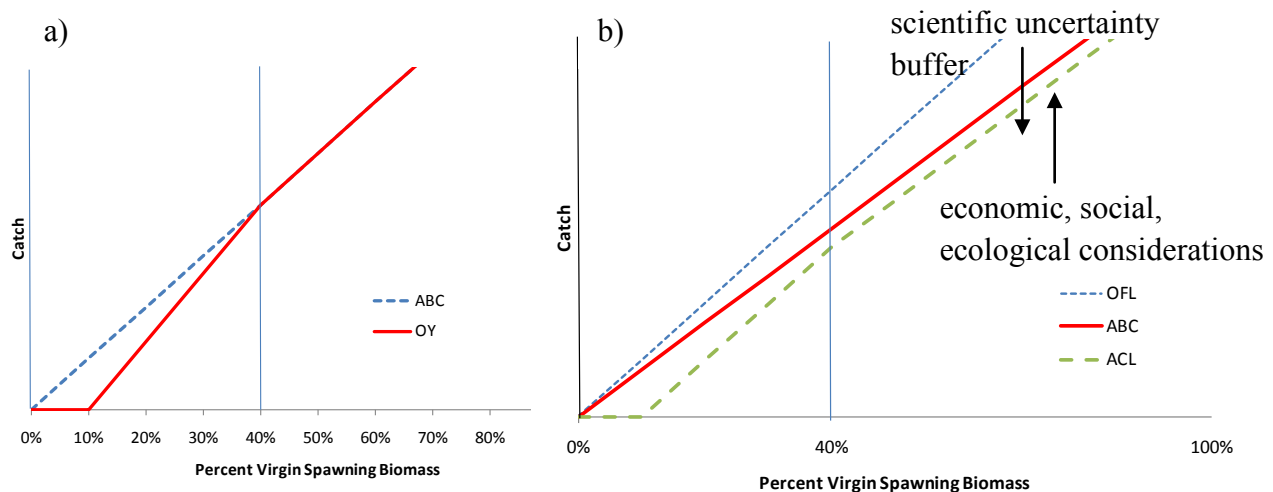 a)
Catch
ABC
OY
0% 10% 20% 30% 40% 50% 60% 70% 80%
Percent Virgin Spawning Biomass
b)
scientific uncertainty
buffer
economic, social,
ecological considerations
Catch
OFL
ABC
ACL
0% 40% 100%
Percent Virgin Spawning Biomass